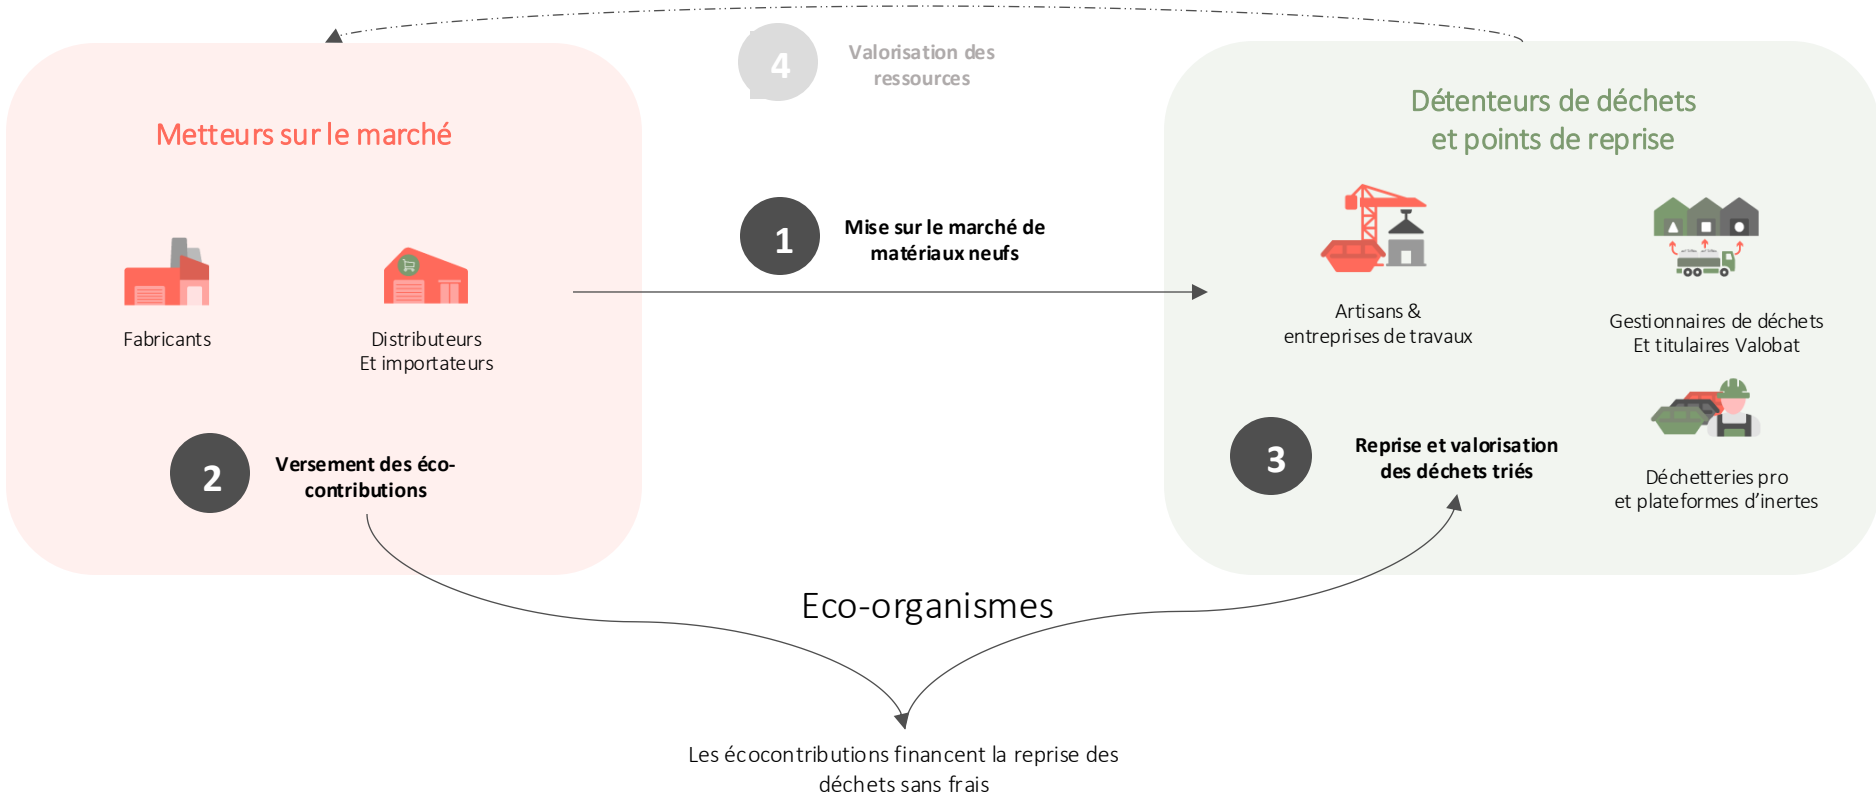 4
Valorisation des
ressources
Metteurs sur le marché
Détenteurs de déchets
et points de reprise
1
Mise sur le marché de
matériaux neufs
Fabricants
Distributeurs
Et importateurs
Artisans &
entreprises de travaux
Gestionnaires de déchets
Et titulaires Valobat
2
Versement des éco-
contributions
3
Reprise et valorisation
des déchets triés
Déchetteries pro
et plateformes d’inertes
Eco-organismes
Les écocontributions financent la reprise des
déchets sans frais